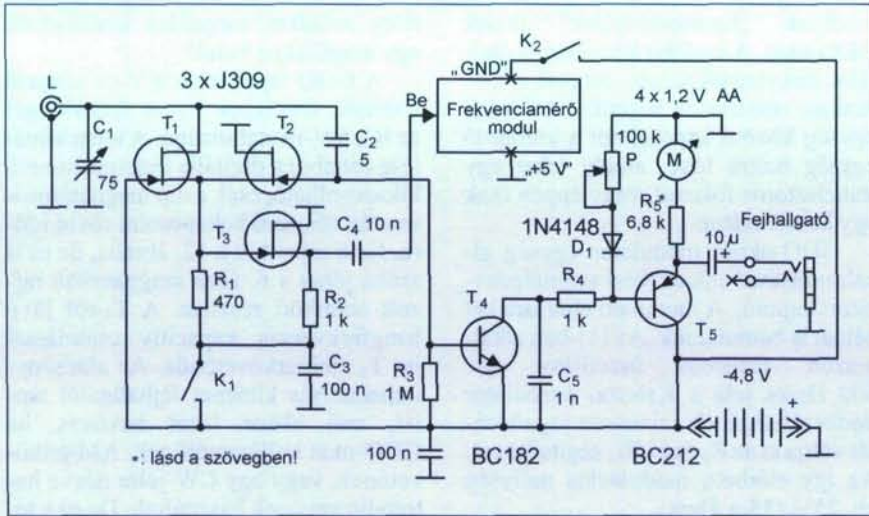 L
3 x J309
C₁
75
T₁
T₂
C₂
5
T₃
R₁
470
K₁
C₄ 10 n
R₂
1 k
C₃
100 n
.: lásd a szövegben!
Be
„GND"
K₂
Frekvenciamérő
modul
„+5 V"
4 x 1,2 V AA
100 k
P
M
1N4148
D
R₅
6,8 k
Fejhallgató
10 µ
+
T₄
R₄
1 k
T₅
R₃
1 M
C₅
1 n
100 n
BC182
BC212
4,8 V
+